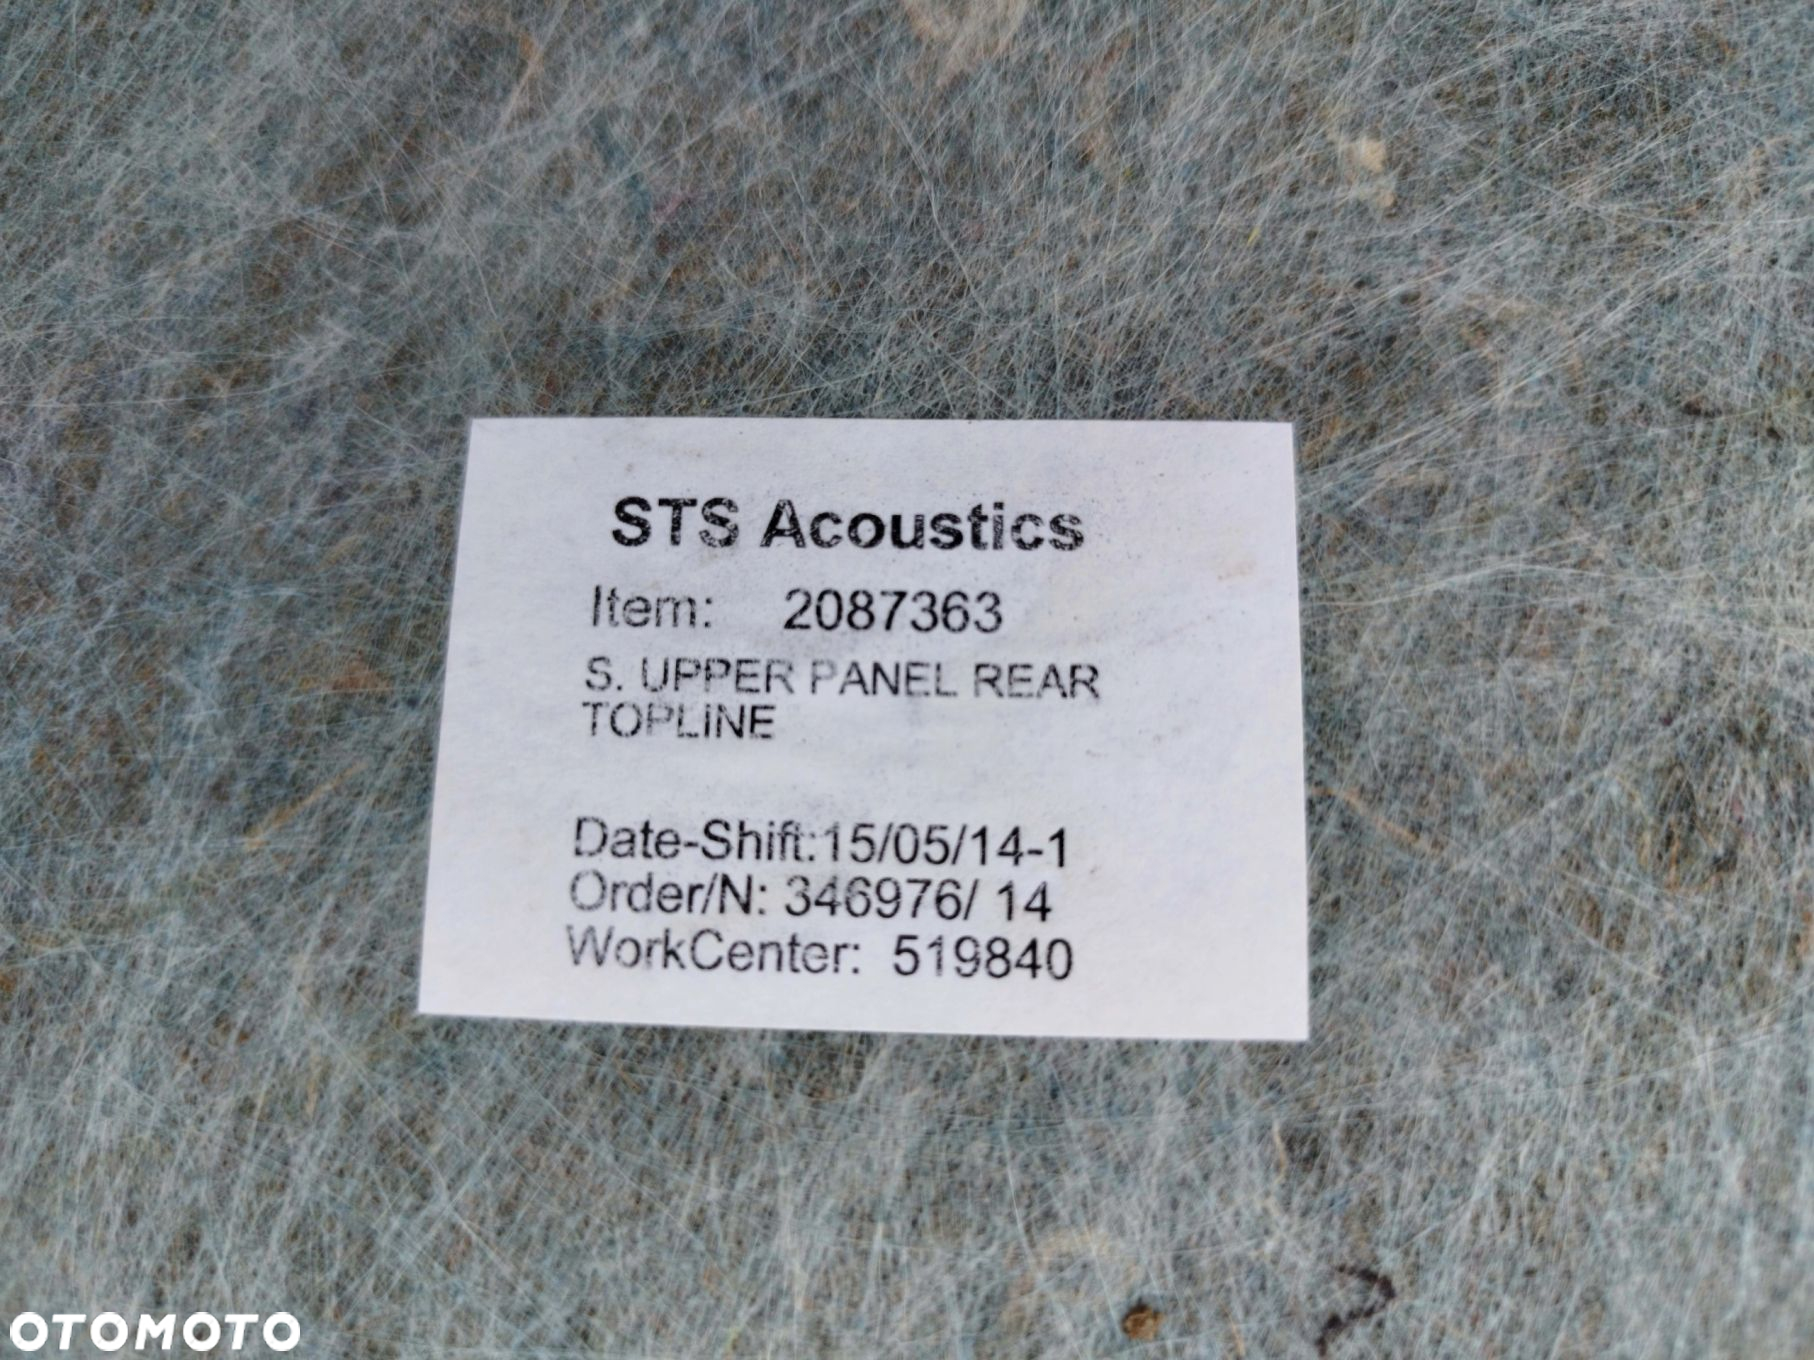 STS Acoustics
Item: 2087363
S. UPPER PANEL REAR
TOPLINE
Date-Shift:15/05/14-1
Order/N: 346976/ 14
WorkCenter: 519840
OTOMOTO